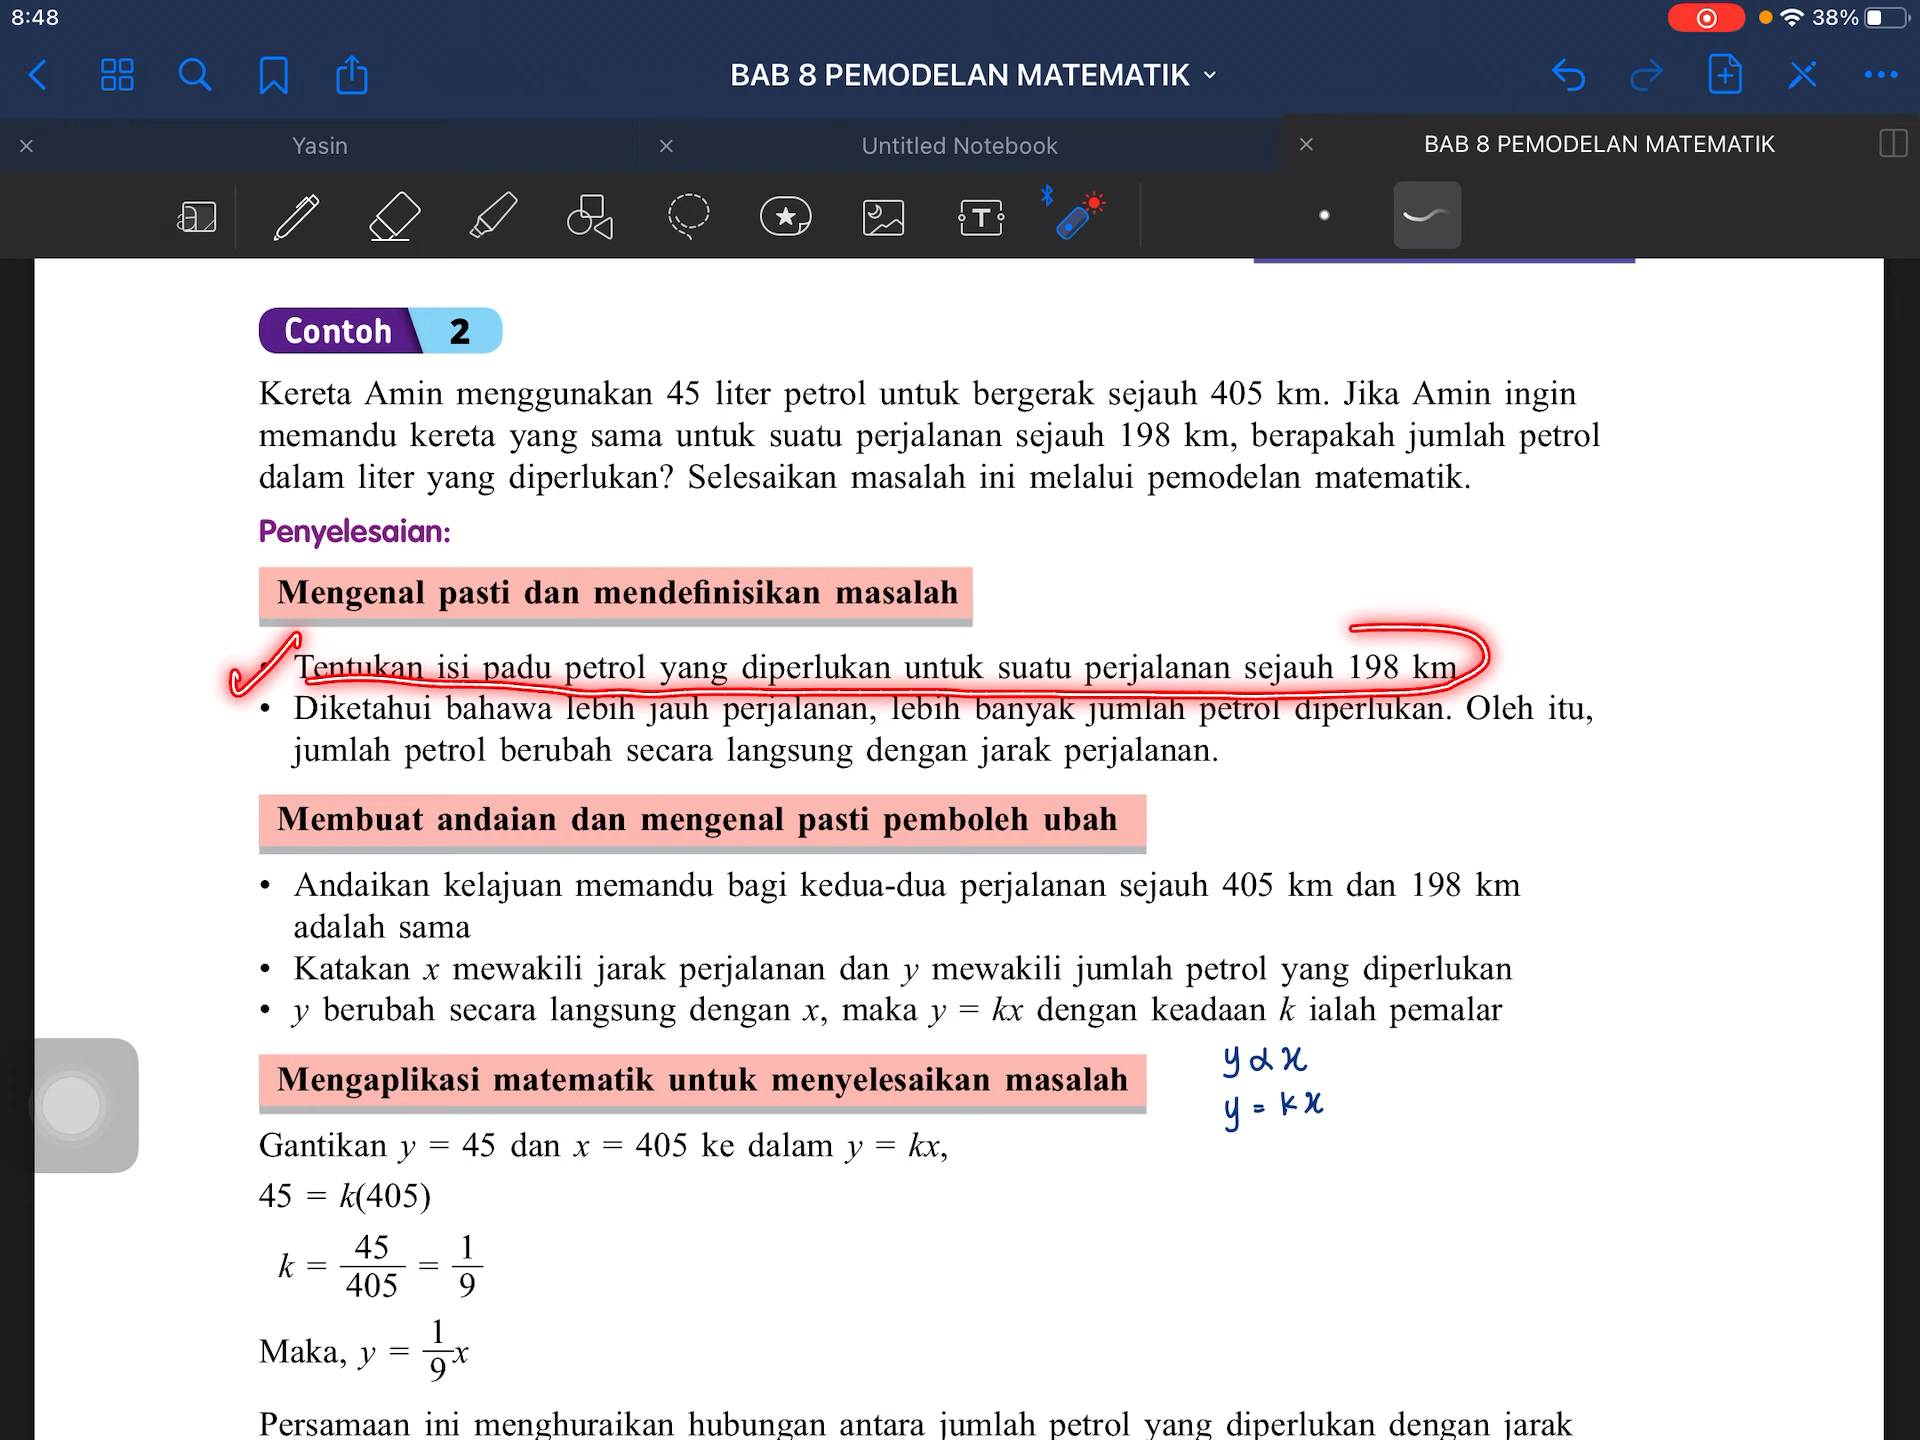 8:48
38%
BAB 8 PEMODELAN MATEMATIK
Yasin
Untitled Notebook
BAB 8 PEMODELAN MATEMATIK
Contoh 2
Kereta Amin menggunakan 45 liter petrol untuk bergerak sejauh 405 km. Jika Amin ingin
memandu kereta yang sama untuk suatu perjalanan sejauh 198 km, berapakah jumlah petrol
dalam liter yang diperlukan? Selesaikan masalah ini melalui pemodelan matematik.
Penyelesaian:
Mengenal pasti dan mendefinisikan masalah
• Tentukan isi padu petrol yang diperlukan untuk suatu perjalanan sejauh 198 km
• Diketahui bahawa lebih jauh perjalanan, lebih banyak jumlah petrol diperlukan. Oleh itu,
jumlah petrol berubah secara langsung dengan jarak perjalanan.
Membuat andaian dan mengenal pasti pemboleh ubah
• Andaikan kelajuan memandu bagi kedua-dua perjalanan sejauh 405 km dan 198 km
adalah sama
• Katakan x mewakili jarak perjalanan dan y mewakili jumlah petrol yang diperlukan
• y berubah secara langsung dengan x, maka y = kx dengan keadaan k ialah pemalar
y α x
y = kx
Mengaplikasi matematik untuk menyelesaikan masalah
Gantikan y = 45 dan x = 405 ke dalam y = kx,
45 = k(405)
k = 45/405 = 1/9
Maka, y = 1/9 x
Persamaan ini menghuraikan hubungan antara jumlah petrol yang diperlukan dengan jarak